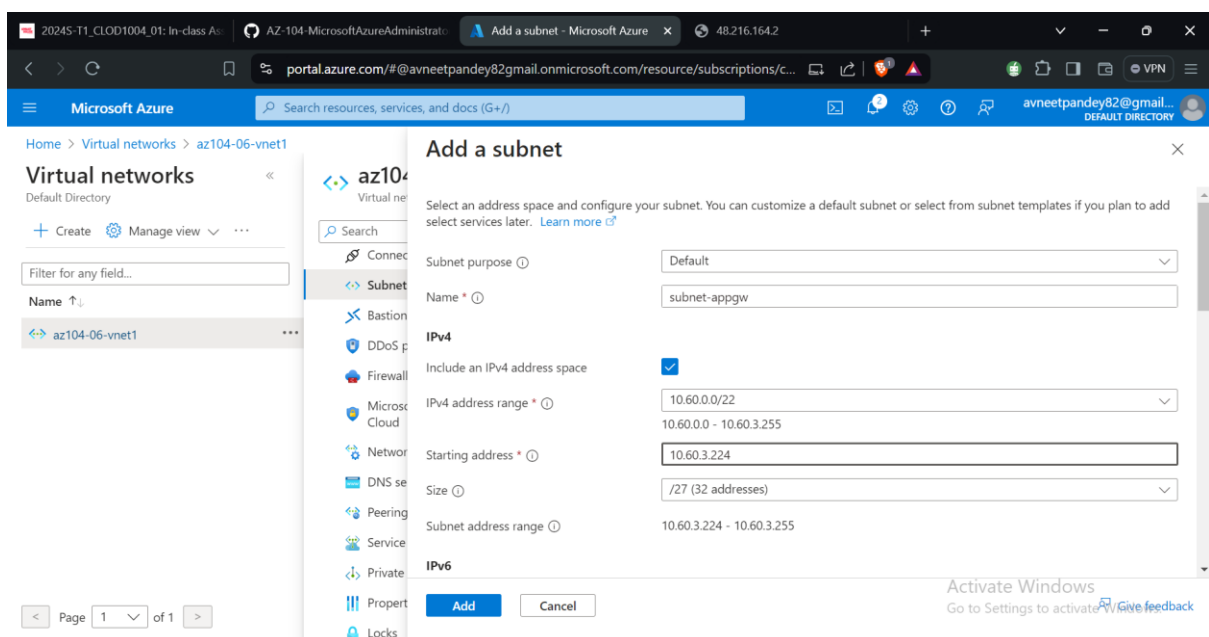 2024S-T1_CLOD1004_01: In-class As
AZ-104-MicrosoftAzureAdministrato
Add a subnet - Microsoft Azure
48.216.164.2
portal.azure.com/#@avneetpandey82gmail.onmicrosoft.com/resource/subscriptions/c...
VPN
Microsoft Azure
Search resources, services, and docs (G+/)
2
avneetpandey82@gmail...
DEFAULT DIRECTORY
Home > Virtual networks > az104-06-vnet1
Virtual networks
Default Directory
Create
Manage view
Filter for any field...
Name
az104-06-vnet1
Page 1 of 1
az104
Virtual ne
Search
Connec
Subnet
Bastion
DDoS p
Firewall
Microso
Cloud
Networ
DNS se
Peering
Service
Private
Propert
Locks
Add a subnet
Select an address space and configure your subnet. You can customize a default subnet or select from subnet templates if you plan to add
select services later. Learn more
Subnet purpose
Default
Name *
subnet-appgw
IPv4
Include an IPv4 address space
IPv4 address range *
10.60.0.0/22
10.60.0.0 - 10.60.3.255
Starting address *
10.60.3.224
Size
/27 (32 addresses)
Subnet address range
10.60.3.224 - 10.60.3.255
IPv6
Add
Cancel
Activate Windows
Go to Settings to activate Windows.
Give feedback